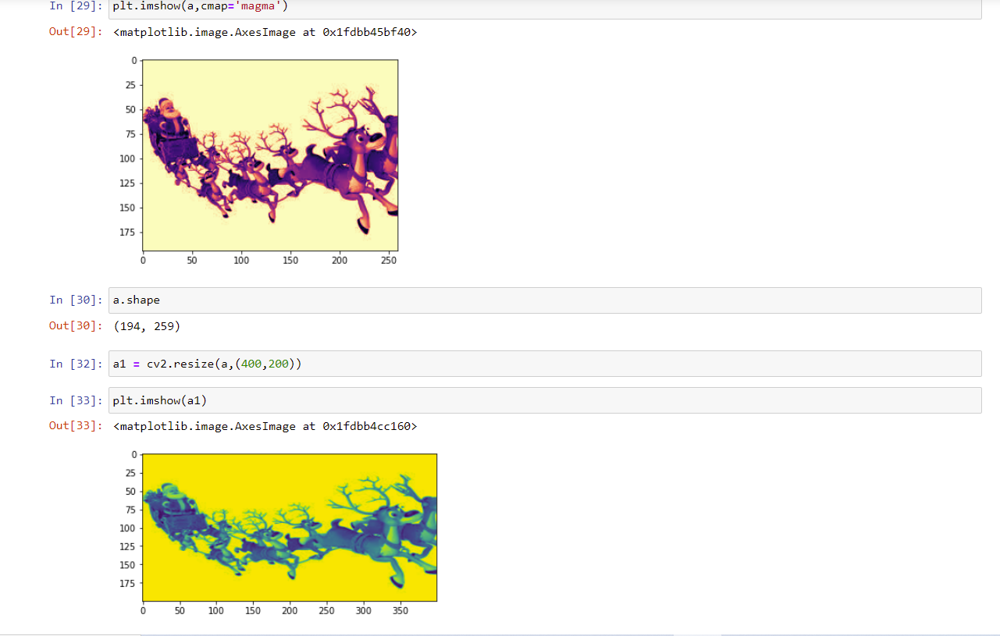 In [29]: plt.imshow(a,cmap='magma')
Out[29]: <matplotlib.image.AxesImage at 0x1fdbb45bf40>
0
25
50
75
100
125
150
175
0 50 100 150 200 250
In [30]: a.shape
Out[30]: (194, 259)
In [32]: a1 = cv2.resize(a,(400,200))
In [33]: plt.imshow(a1)
Out[33]: <matplotlib.image.AxesImage at 0x1fdbb4cc160>
0
25
50
75
100
125
150
175
0 50 100 150 200 250 300 350